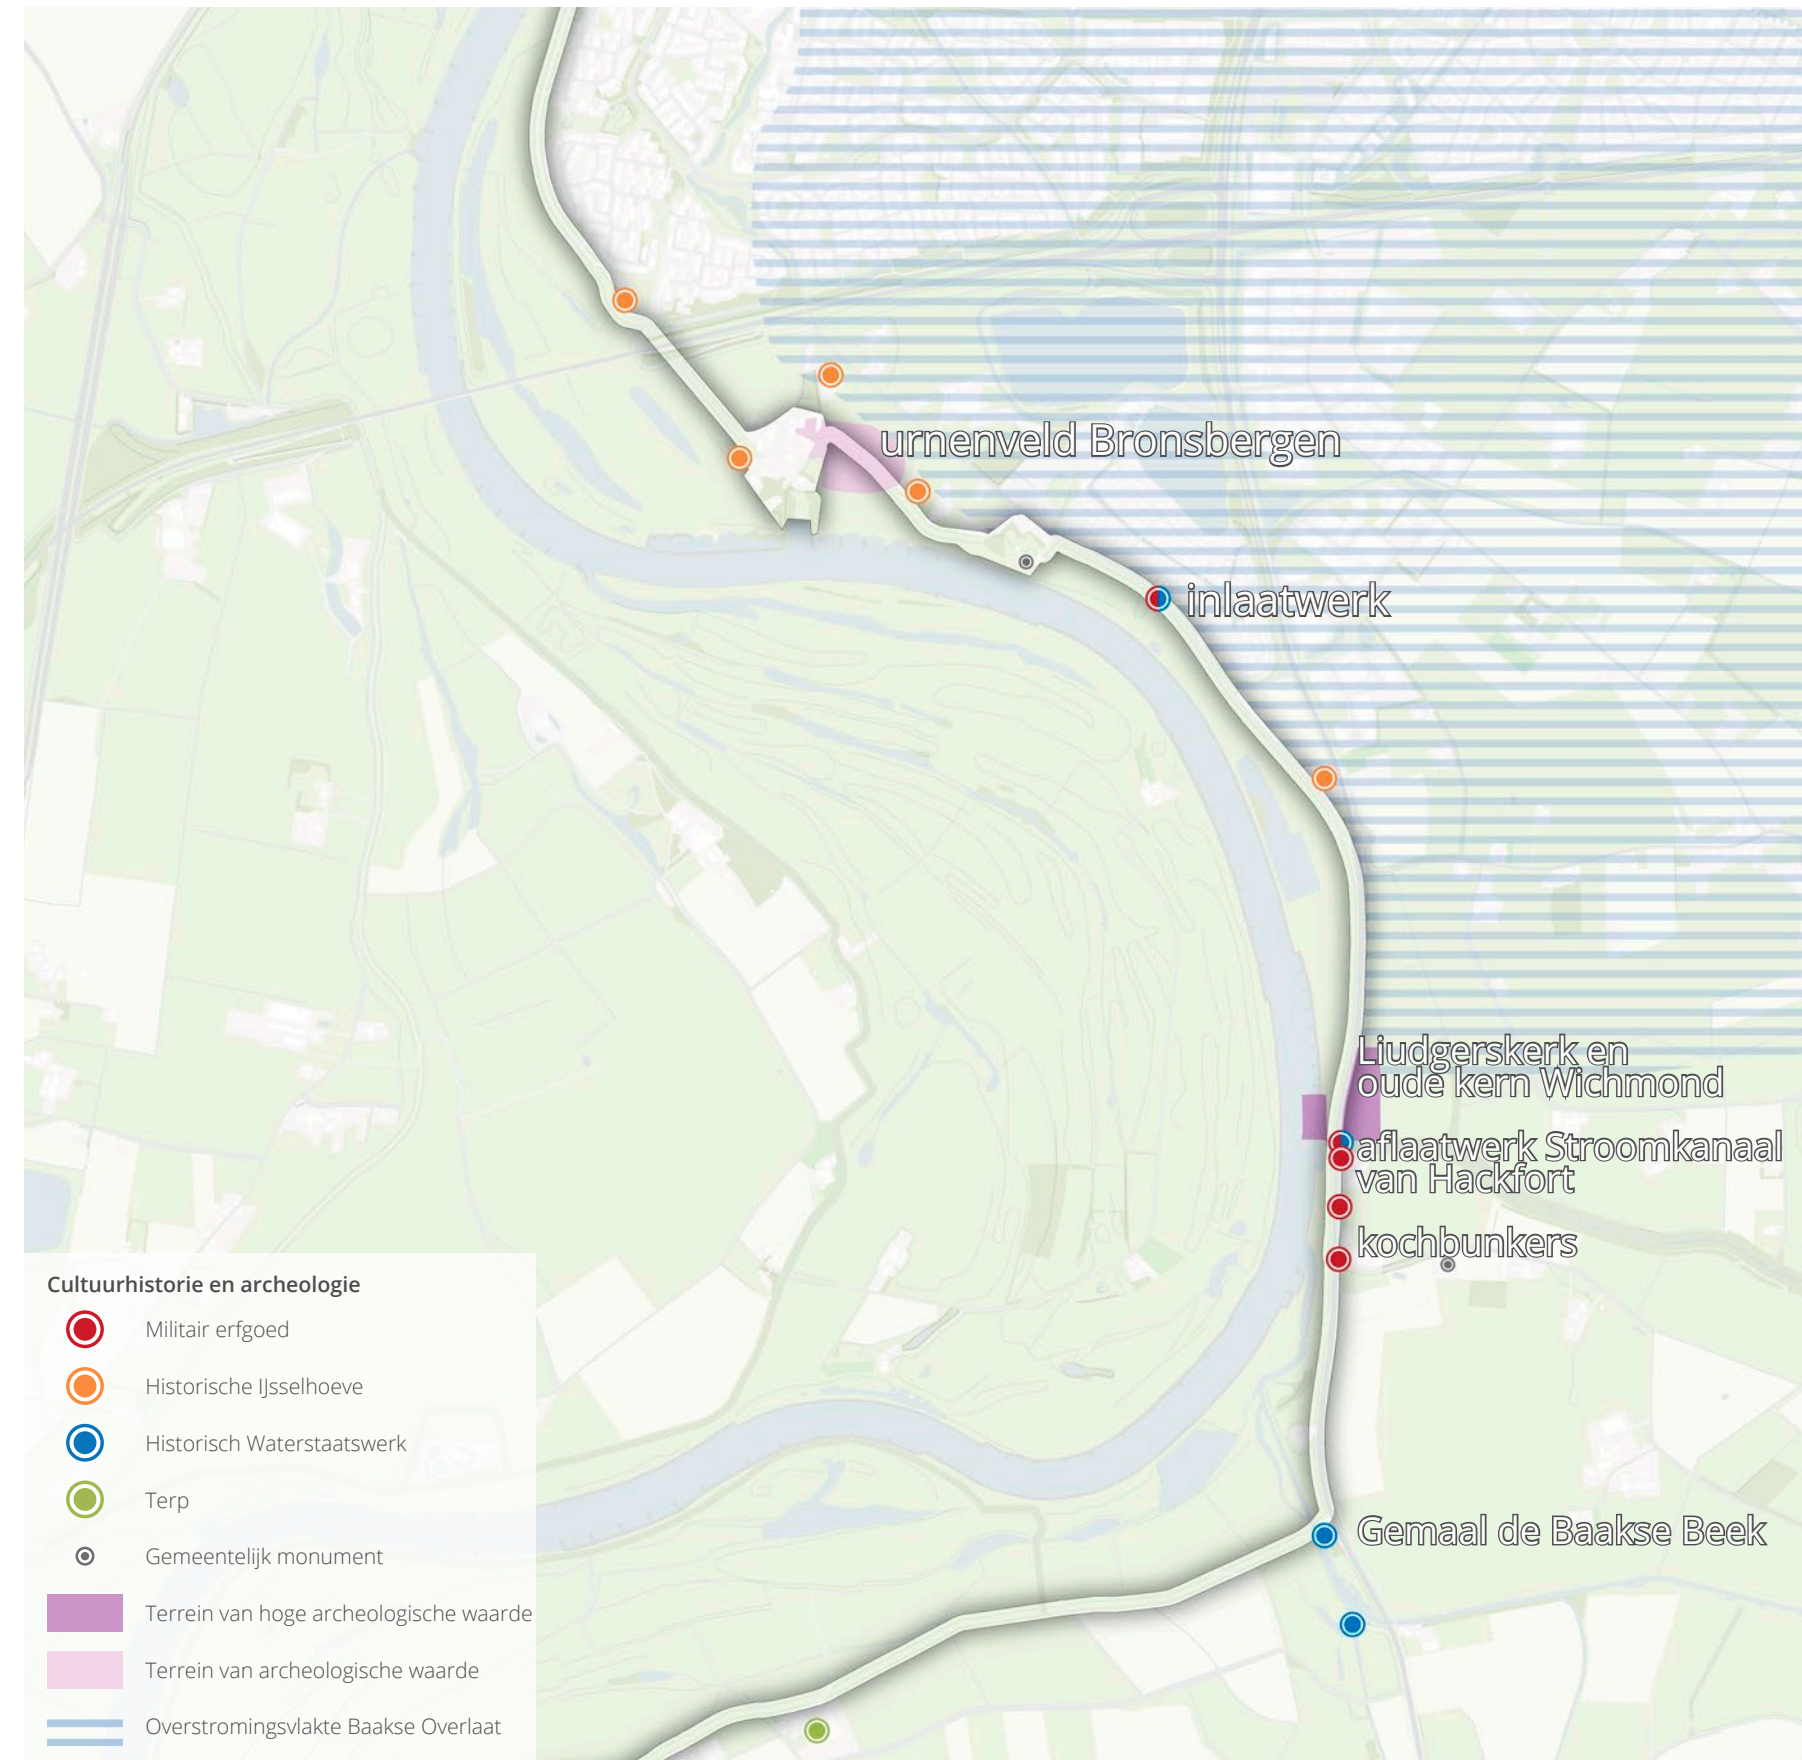 urnenveld Bronsbergen
inlaatwerk
Liudgerskerk en
oude kern Wichmond
aflaatwerk Stroomkanaal
van Hackfort
kochbunkers
Gemaal de Baakse Beek
Cultuurhistorie en archeologie
Militair erfgoed
Historische IJsselhoeve
Historisch Waterstaatswerk
Terp
Gemeentelijk monument
Terrein van hoge archeologische waarde
Terrein van archeologische waarde
Overstromingsvlakte Baakse Overlaat